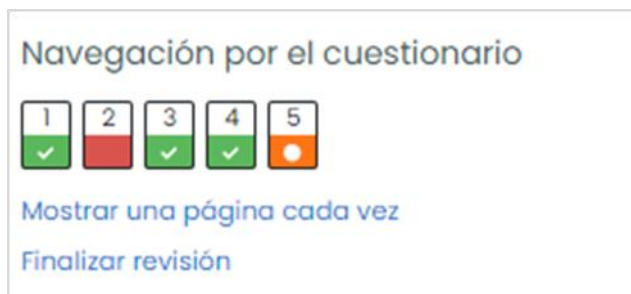 Navegación por el cuestionario
1 2 3 4 5
Mostrar una página cada vez
Finalizar revisión